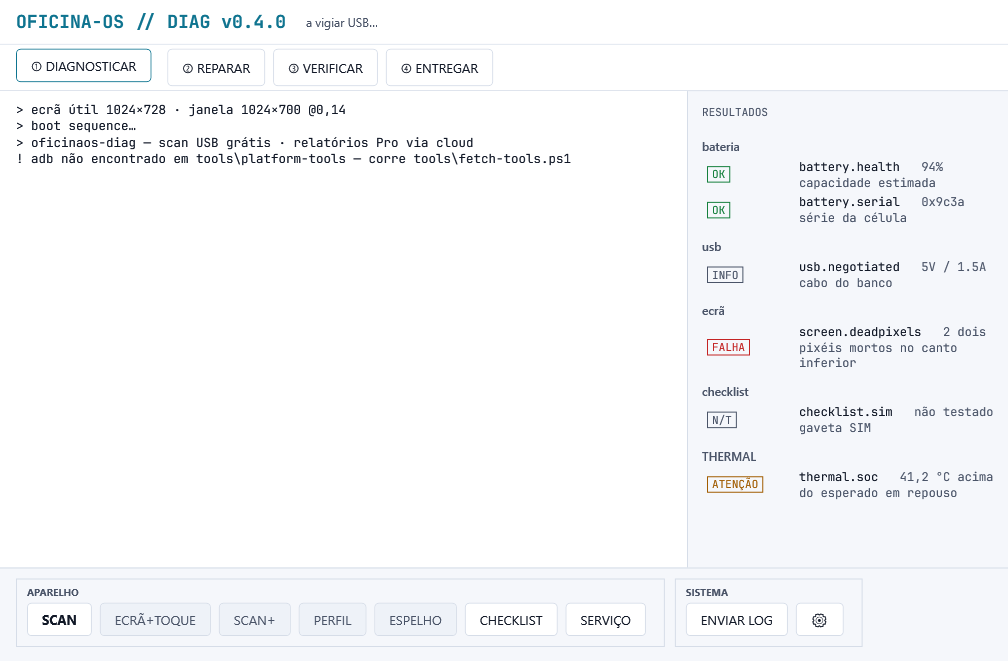 OFICINA-OS // DIAG v0.4.0 a vigiar USB…
① DIAGNOSTICAR ② REPARAR ③ VERIFICAR ④ ENTREGAR
> ecrã útil 1024×728 · janela 1024×700 @0,14
> boot sequence…
> oficinaos-diag — scan USB grátis · relatórios Pro via cloud
! adb não encontrado em tools\platform-tools — corre tools\fetch-tools.ps1
RESULTADOS
bateria
OK battery.health 94%
capacidade estimada
OK battery.serial 0x9c3a
série da célula
usb
INFO usb.negotiated 5V / 1.5A
cabo do banco
ecrã
FALHA screen.deadpixels 2 dois
pixéis mortos no canto
inferior
checklist
N/T checklist.sim não testado
gaveta SIM
THERMAL
ATENÇÃO thermal.soc 41,2 °C acima
do esperado em repouso
APARELHO
SCAN ECRÃ+TOQUE SCAN+ PERFIL ESPELHO CHECKLIST SERVIÇO
SISTEMA
ENVIAR LOG